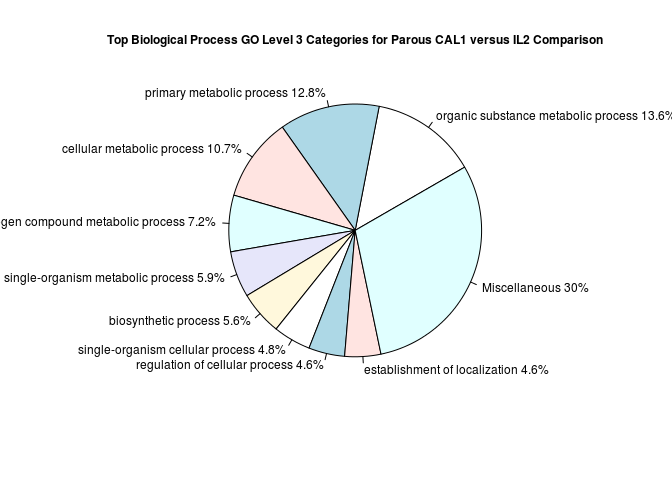 Top Biological Process GO Level 3 Categories for Parous CAL1 versus IL2 Comparison
primary metabolic process 12.8%
organic substance metabolic process 13.6%
cellular metabolic process 10.7%
gen compound metabolic process 7.2%
single-organism metabolic process 5.9%
Miscellaneous 30%
biosynthetic process 5.6%
single-organism cellular process 4.8%
regulation of cellular process 4.6%
establishment of localization 4.6%